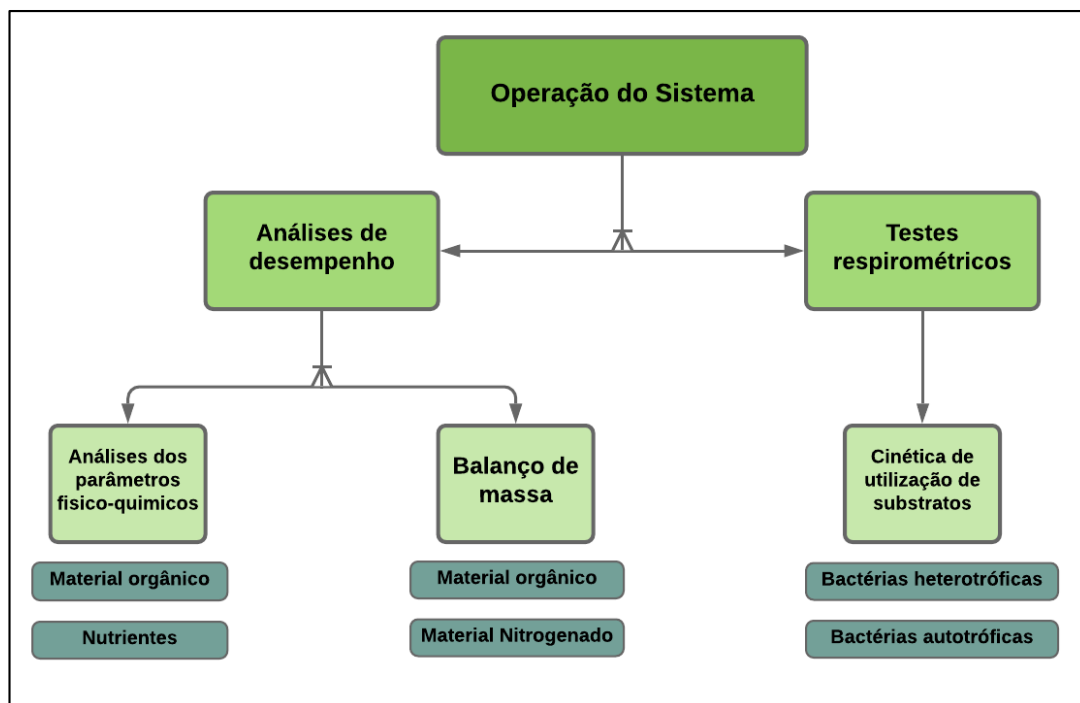 Operação do Sistema
Análises de
desempenho
Testes
respirométricos
Análises dos
parâmetros
fisico-quimicos
Balanço de
massa
Cinética de
utilização de
substratos
Material orgânico
Material orgânico
Bactérias heterotróficas
Nutrientes
Material Nitrogenado
Bactérias autotróficas